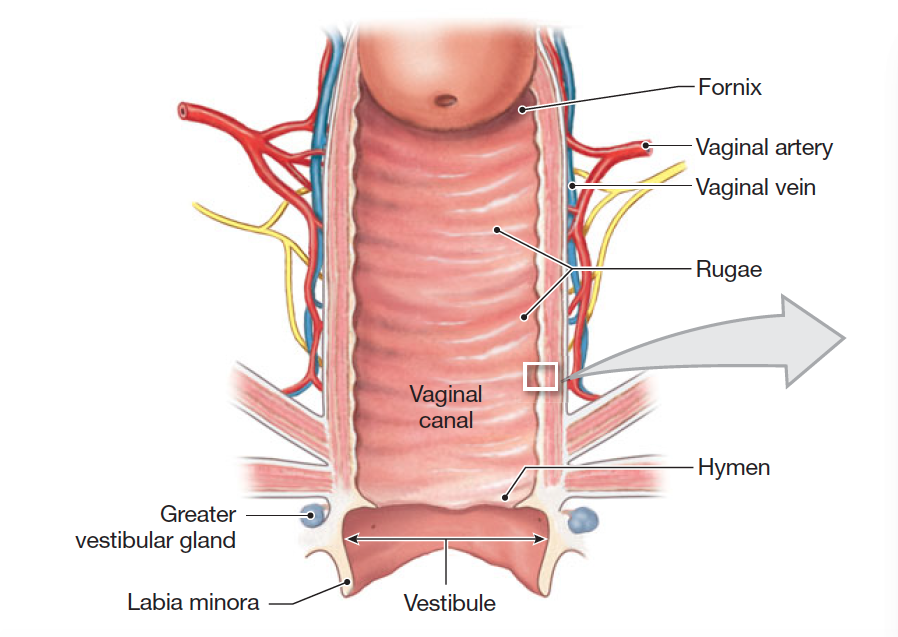 Fornix
Vaginal artery
Vaginal vein
Rugae
Vaginal
canal
Hymen
Greater
vestibular gland
Labia minora
Vestibule